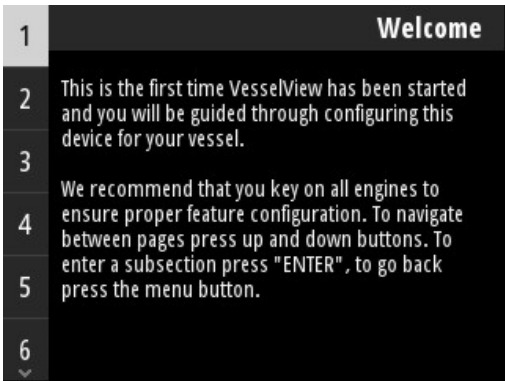 1
Welcome
2
3
4
5
6
This is the first time VesselView has been started
and you will be guided through configuring this
device for your vessel.
We recommend that you key on all engines to
ensure proper feature configuration. To navigate
between pages press up and down buttons. To
enter a subsection press "ENTER", to go back
press the menu button.